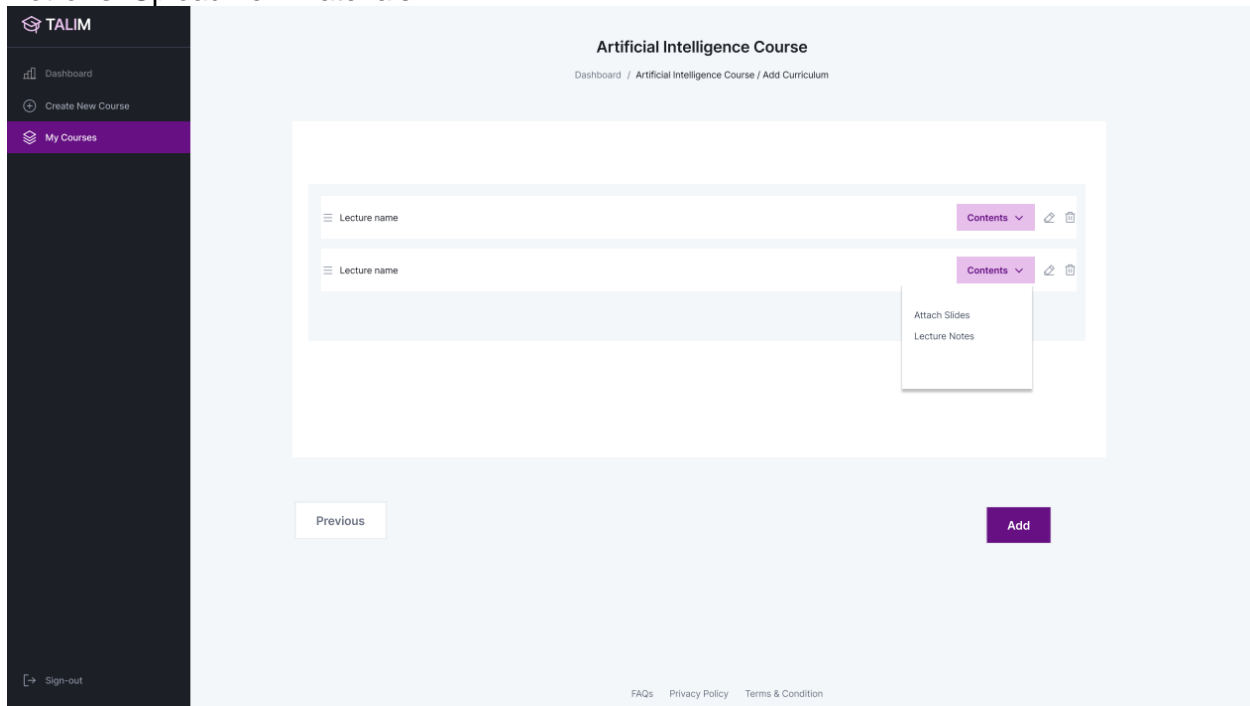 TALIM
Artificial Intelligence Course
Dashboard / Artificial Intelligence Course / Add Curriculum
Dashboard
Create New Course
My Courses
Lecture name
Contents
Lecture name
Contents
Attach Slides
Lecture Notes
Previous
Add
Sign-out
FAQs Privacy Policy Terms & Condition